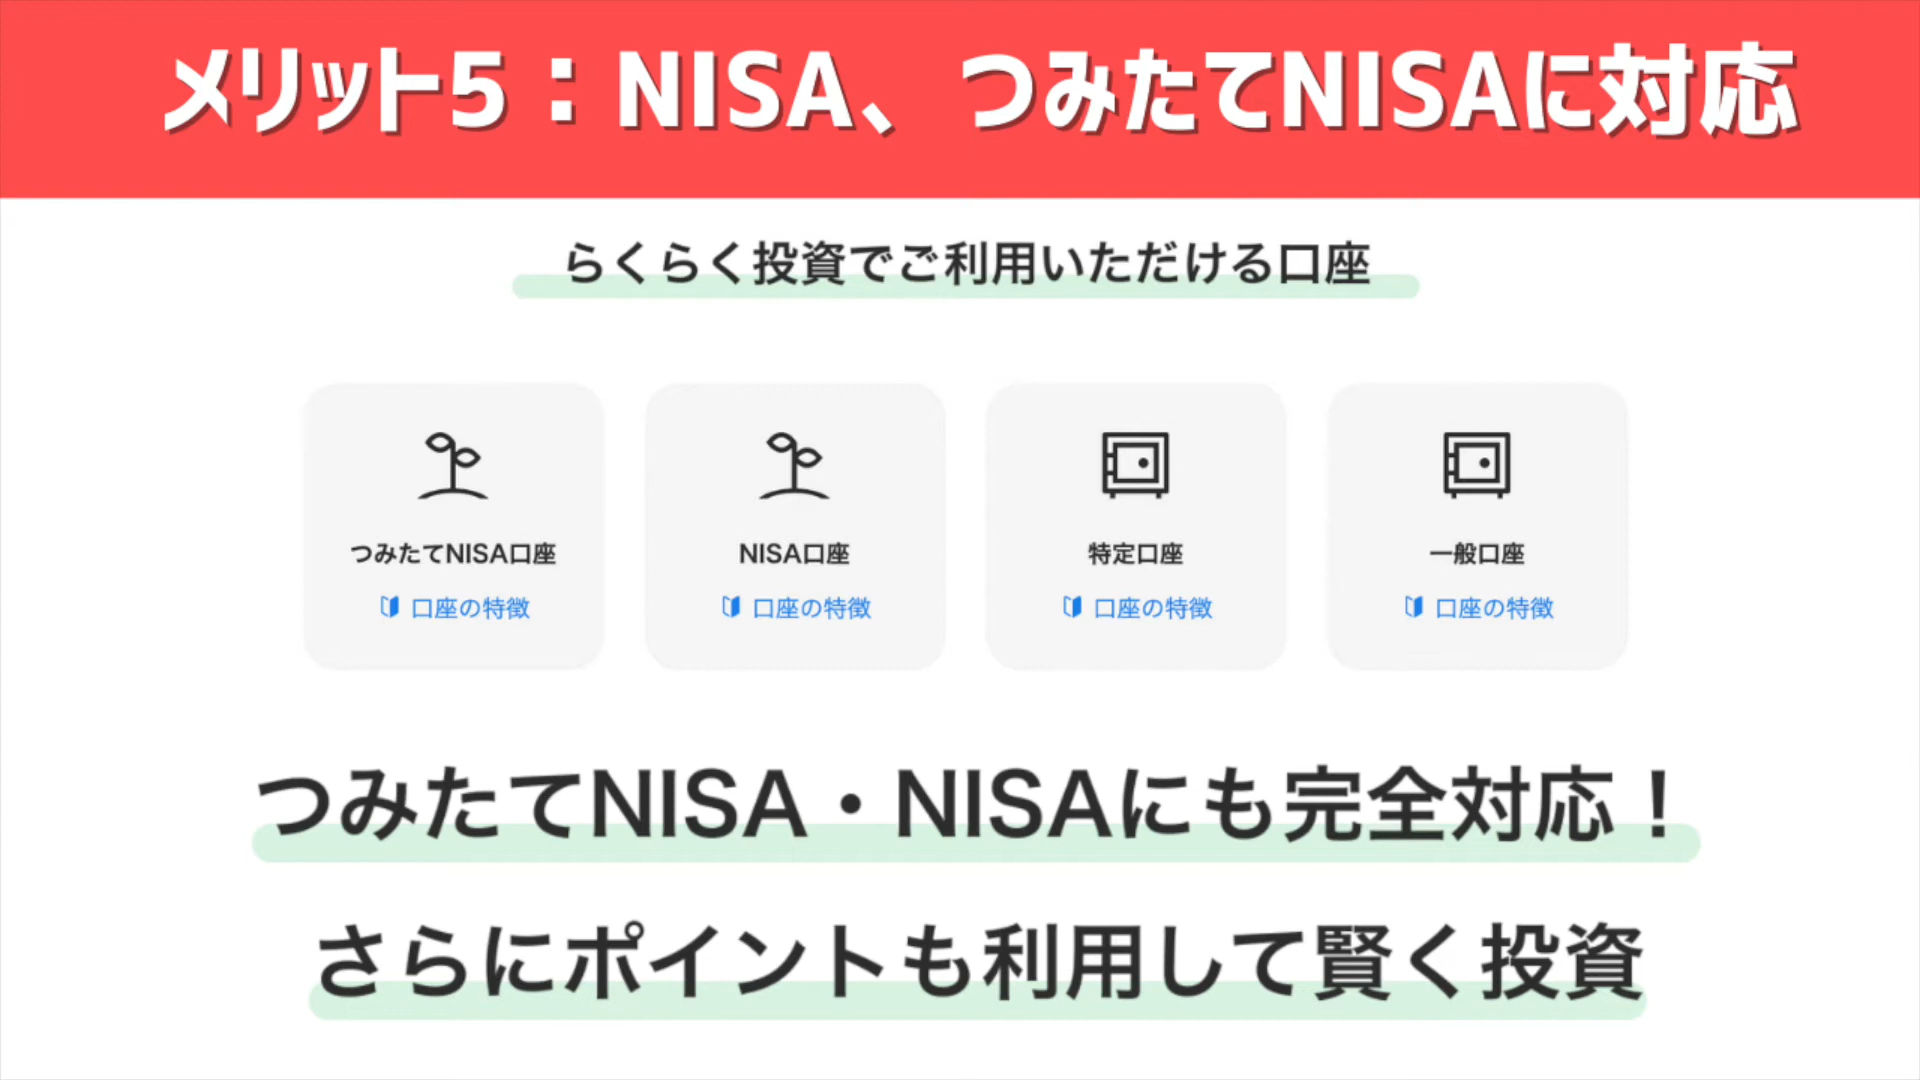 メリット5：NISA、つみたてNISAに対応
らくらく投資でご利用いただける口座
つみたてNISA口座
口座の特徴
NISA口座
口座の特徴
特定口座
口座の特徴
一般口座
口座の特徴
つみたてNISA・NISAにも完全対応！
さらにポイントも利用して賢く投資